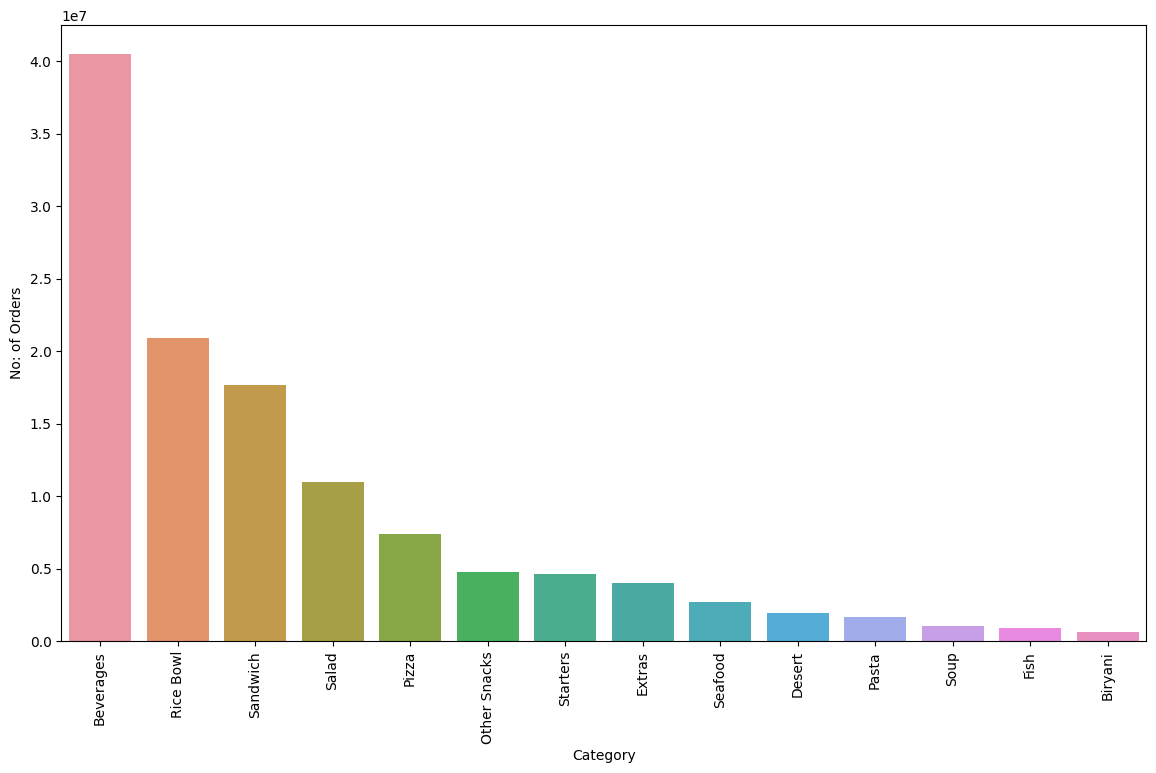 1e7
4.0
3.5
3.0
2.5
2.0
1.5
1.0
0.5
0.0
No: of Orders
Beverages
Rice Bowl
Sandwich
Salad
Pizza
Other Snacks
Starters
Extras
Seafood
Desert
Pasta
Soup
Fish
Biryani
Category